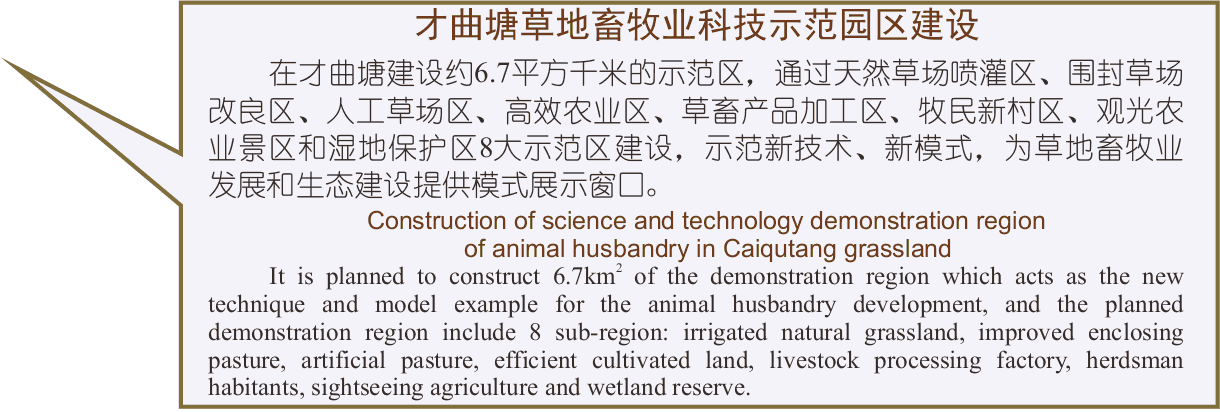 才曲塘草地畜牧业科技示范园区建设
在才曲塘建设约6.7平方千米的示范区，通过天然草场喷灌区、围封草场
改良区、人工草场区、高效农业区、草畜产品加工区、牧民新村区、观光农
业景区和湿地保护区8大示范区建设，示范新技术、新模式，为草地畜牧业
发展和生态建设提供模式展示窗口。
Construction of science and technology demonstration region
of animal husbandry in Caiqutang grassland
It is planned to construct 6.7km² of the demonstration region which acts as the new
technique and model example for the animal husbandry development, and the planned
demonstration region include 8 sub-region: irrigated natural grassland, improved enclosing
pasture, artificial pasture, efficient cultivated land, livestock processing factory, herdsman
habitants, sightseeing agriculture and wetland reserve.